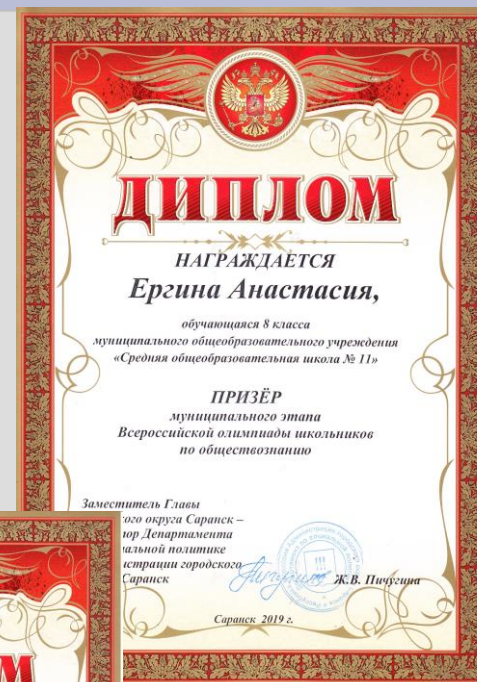 ДИПЛОМ
НАГРАЖДАЕТСЯ
Ергина Анастасия,
обучающаяся 8 класса
муниципального общеобразовательного учреждения
«Средняя общеобразовательная школа № 11»
ПРИЗЁР
муниципального этапа
Всероссийской олимпиады школьников
по обществознанию
Заместитель Главы
округа Саранск –
Департамента
политике
городского
Саранск
Ж.В. Пичугина
Саранск 2019 г.